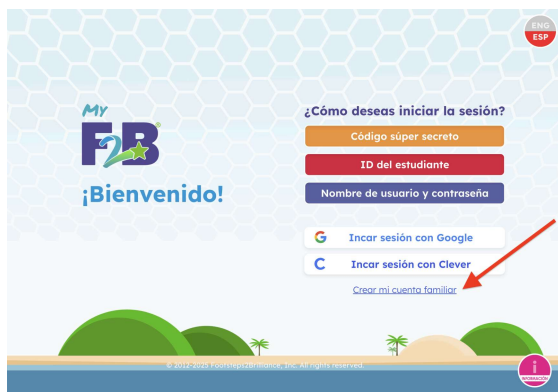 ENG
ESP
My
F2B®
¡Bienvenido!
¿Cómo deseas iniciar la sesión?
Código súper secreto
ID del estudiante
Nombre de usuario y contraseña
G Incar sesión con Google
C Incar sesión con Clever
Crear mi cuenta familiar
© 2012-2025 Footsteps2Brilliance, Inc. All rights reserved.
i
INFORMACIÓN